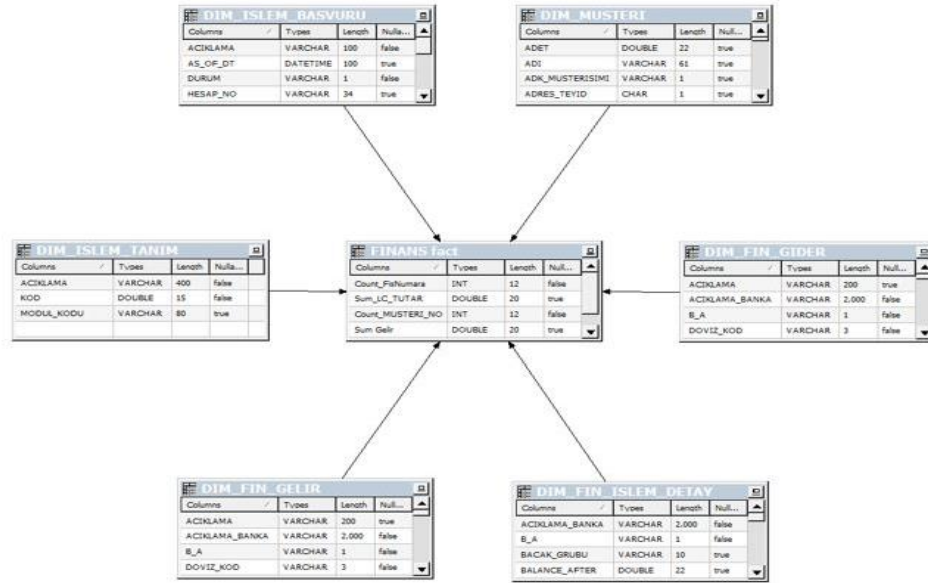 DIM_ISLEM_BASVURU
Columns Types Length Nulla...
ACIKLAMA VARCHAR 100 false
AS_OF_DT DATETIME 100 true
DURUM VARCHAR 1 false
HESAP_NO VARCHAR 34 true
DIM_MUSTERI
Columns Types Length Nulla...
ADET DOUBLE 22 true
ADI VARCHAR 61 true
ADK_MUSTERISIMI VARCHAR 1 true
ADRES_TEYID CHAR 1 true
DIM_ISLEM_TANIM
Columns Types Length Nulla...
ACIKLAMA VARCHAR 400 false
KOD DOUBLE 15 false
MODUL_KODU VARCHAR 80 true
FINANS fact
Columns Types Length Null...
Count_FisNumara INT 12 false
Sum_LC_TUTAR DOUBLE 20 true
Count_MUSTERI_NO INT 12 false
Sum Gelir DOUBLE 20 true
DIM_FIN_GIDER
Columns Types Length Null...
ACIKLAMA VARCHAR 200 true
ACIKLAMA_BANKA VARCHAR 2,000 false
B_A VARCHAR 1 false
DOVIZ_KOD VARCHAR 3 false
DIM_FIN_GELIR
Columns Types Length Null...
ACIKLAMA VARCHAR 200 true
ACIKLAMA_BANKA VARCHAR 2,000 false
B_A VARCHAR 1 false
DOVIZ_KOD VARCHAR 3 false
DIM_FIN_ISLEM_DETAY
Columns Types Length Null...
ACIKLAMA_BANKA VARCHAR 2,000 false
B_A VARCHAR 1 false
BACAK_GRUBU VARCHAR 10 true
BALANCE_AFTER DOUBLE 22 true